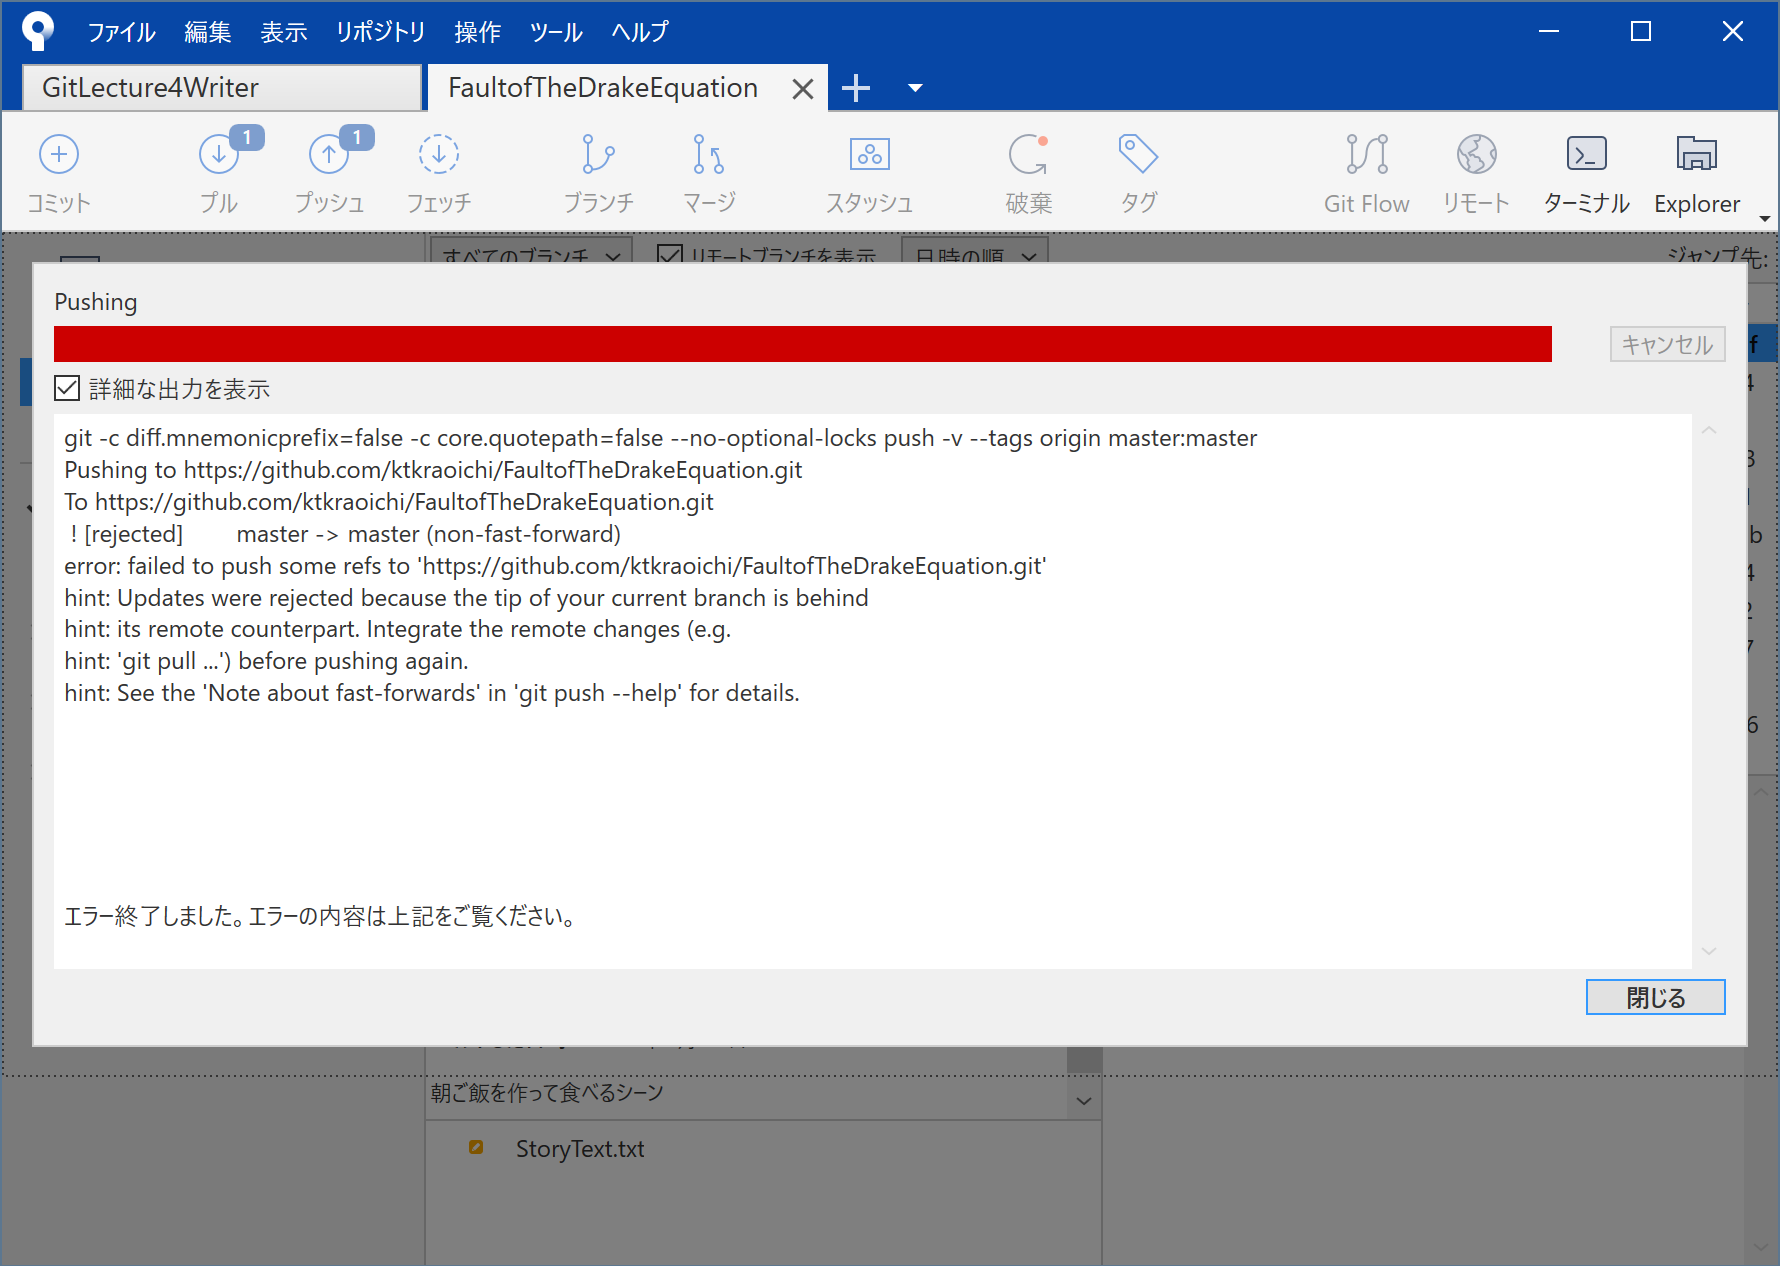 ファイル 編集 表示 リポジトリ 操作 ツール ヘルプ
GitLecture4Writer FaultofTheDrakeEquation
1 1
コミット プル プッシュ フェッチ ブランチ マージ スタッシュ 破棄 タグ Git Flow リモート ターミナル Explorer
すべてのブランチ リモートブランチを表示 日時の順 ジャンプ先:
Pushing
キャンセル
詳細な出力を表示
git -c diff.mnemonicprefix=false -c core.quotepath=false --no-optional-locks push -v --tags origin master:master
Pushing to https://github.com/ktkraoichi/FaultofTheDrakeEquation.git
To https://github.com/ktkraoichi/FaultofTheDrakeEquation.git
! [rejected] master -> master (non-fast-forward)
error: failed to push some refs to 'https://github.com/ktkraoichi/FaultofTheDrakeEquation.git'
hint: Updates were rejected because the tip of your current branch is behind
hint: its remote counterpart. Integrate the remote changes (e.g.
hint: 'git pull ...') before pushing again.
hint: See the 'Note about fast-forwards' in 'git push --help' for details.
エラー終了しました。エラーの内容は上記をご覧ください。
閉じる
朝ご飯を作って食べるシーン
StoryText.txt